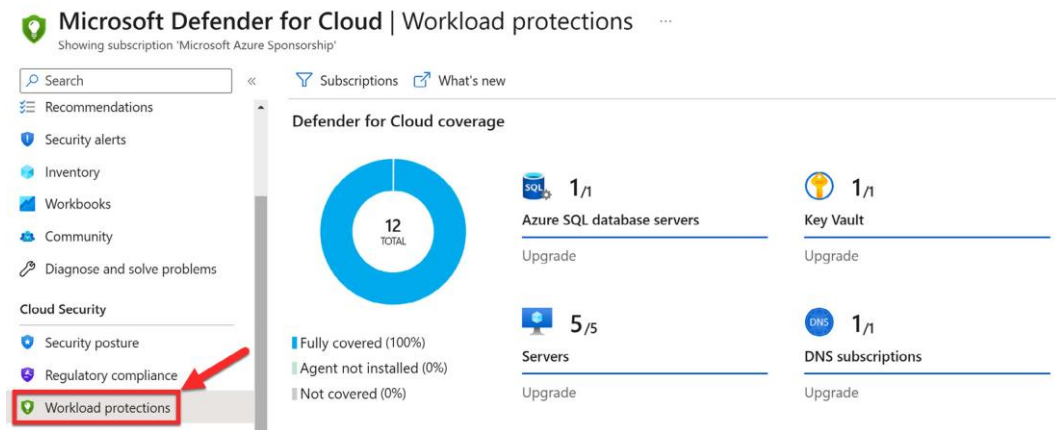 Microsoft Defender for Cloud | Workload protections ...
Showing subscription 'Microsoft Azure Sponsorship'
Search
«
Subscriptions
What's new
Recommendations
Security alerts
Inventory
Workbooks
Community
Diagnose and solve problems
Cloud Security
Security posture
Regulatory compliance
Workload protections
Defender for Cloud coverage
12
TOTAL
Fully covered (100%)
Agent not installed (0%)
Not covered (0%)
SQL
1/1
Azure SQL database servers
Upgrade
1/1
Key Vault
Upgrade
5/5
Servers
Upgrade
DNS
1/1
DNS subscriptions
Upgrade